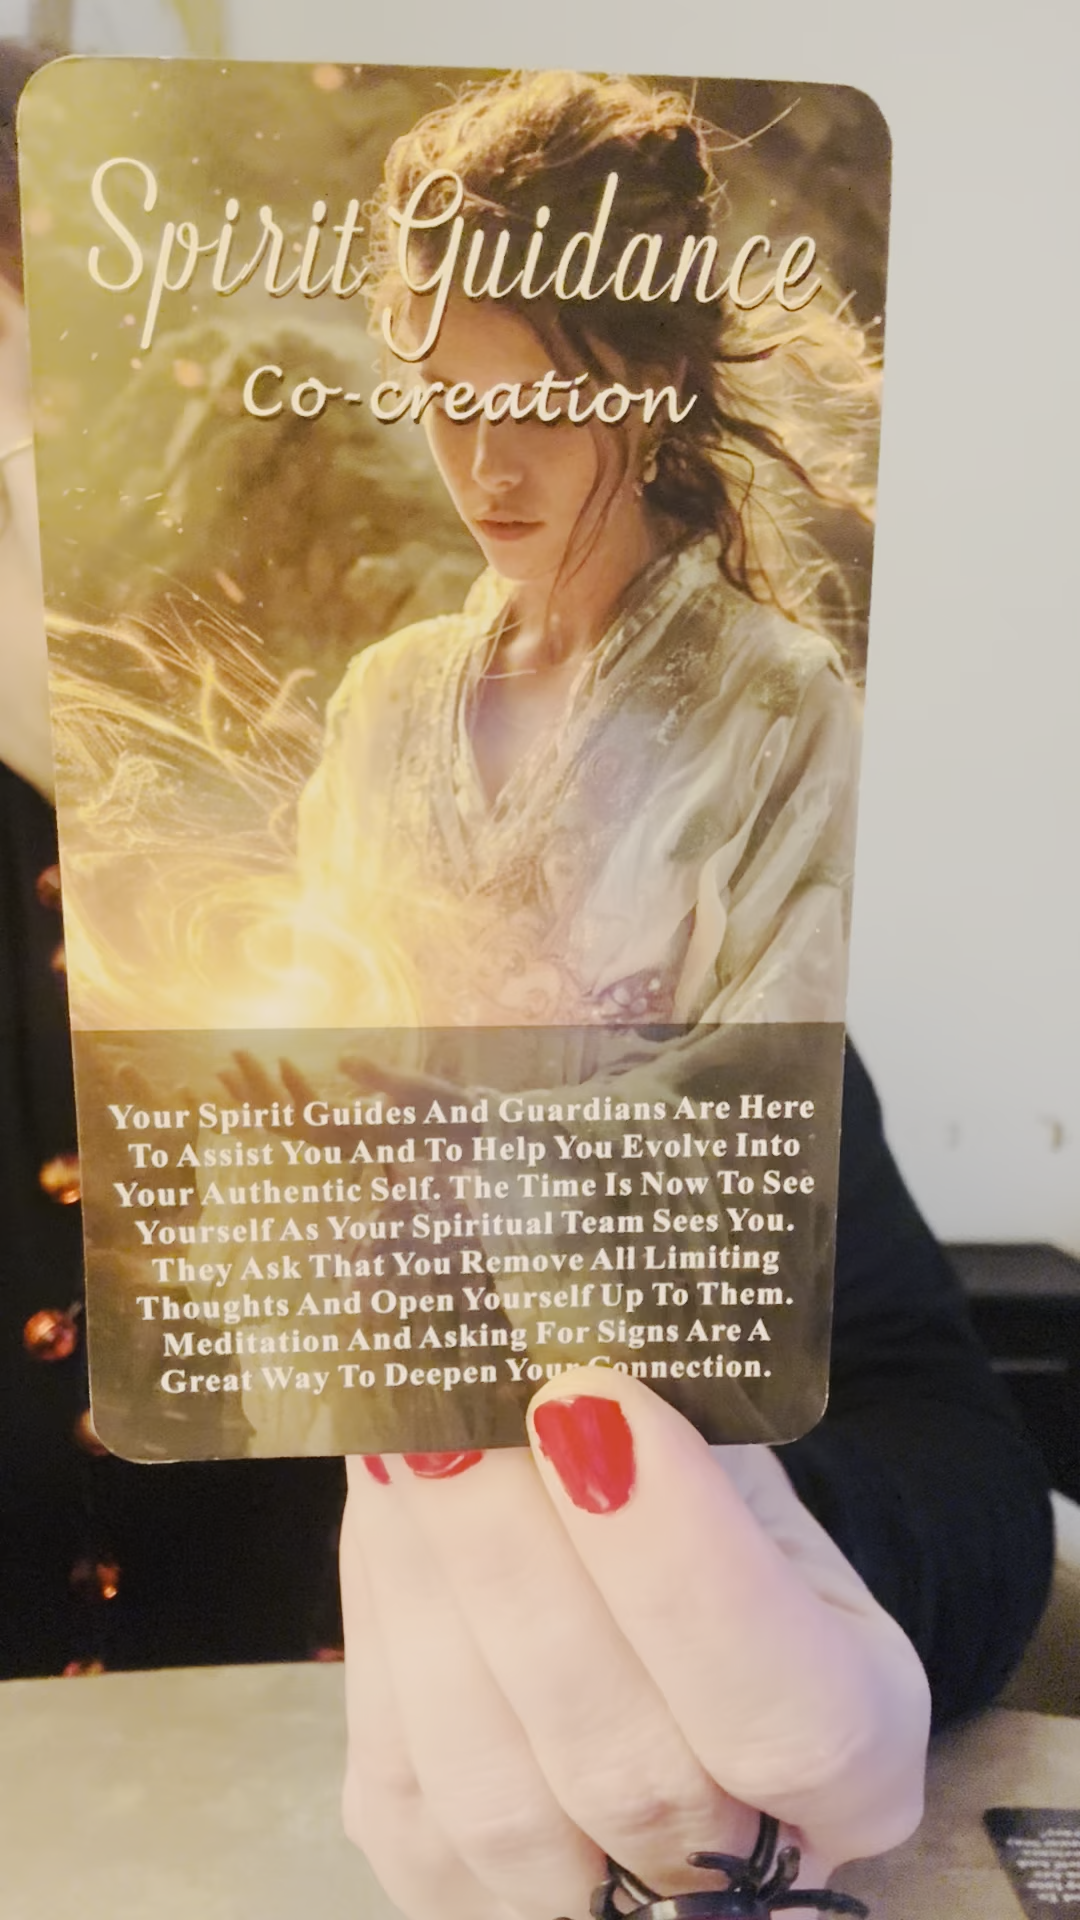 Spirit Guidance
Co-creation
Your Spirit Guides And Guardians Are Here
To Assist You And To Help You Evolve Into
Your Authentic Self. The Time Is Now To See
Yourself As Your Spiritual Team Sees You.
They Ask That You Remove All Limiting
Thoughts And Open Yourself Up To Them.
Meditation And Asking For Signs Are A
Great Way To Deepen Your Connection.